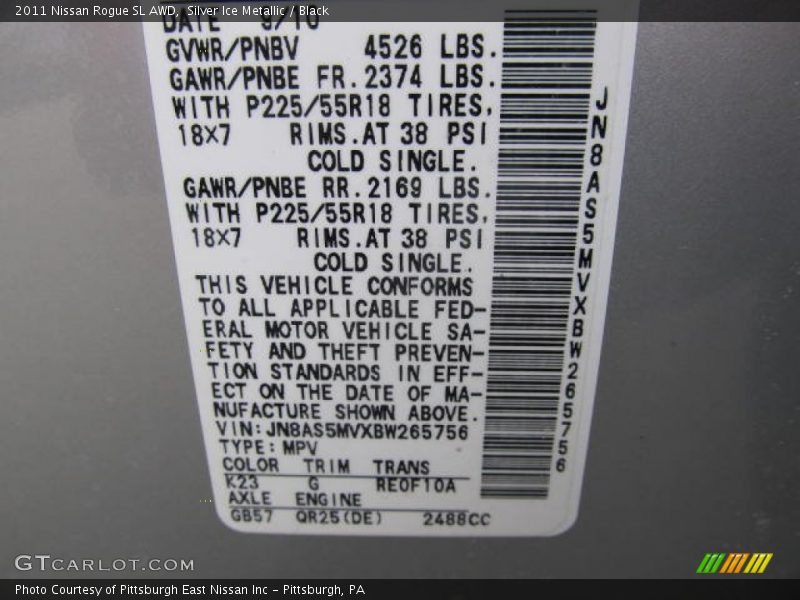 2011 Nissan Rogue SL AWD, Silver Ice Metallic / Black
DATE 9/10
GVWR/PNBV 4526 LBS.
GAWR/PNBE FR.2374 LBS.
WITH P225/55R18 TIRES,
18X7 RIMS.AT 38 PSI
COLD SINGLE.
GAWR/PNBE RR.2169 LBS.
WITH P225/55R18 TIRES,
18X7 RIMS.AT 38 PSI
COLD SINGLE.
THIS VEHICLE CONFORMS
TO ALL APPLICABLE FED-
ERAL MOTOR VEHICLE SA-
FETY AND THEFT PREVEN-
TION STANDARDS IN EFF-
ECT ON THE DATE OF MA-
NUFACTURE SHOWN ABOVE.
VIN:JN8AS5MVXBW265756
TYPE:MPV
COLOR TRIM TRANS
K23 G RE0F10A
AXLE ENGINE
GB57 QR25(DE) 2488CC
JN8AS5MVXBW265756
GTCARLOT.COM
Photo Courtesy of Pittsburgh East Nissan Inc - Pittsburgh, PA